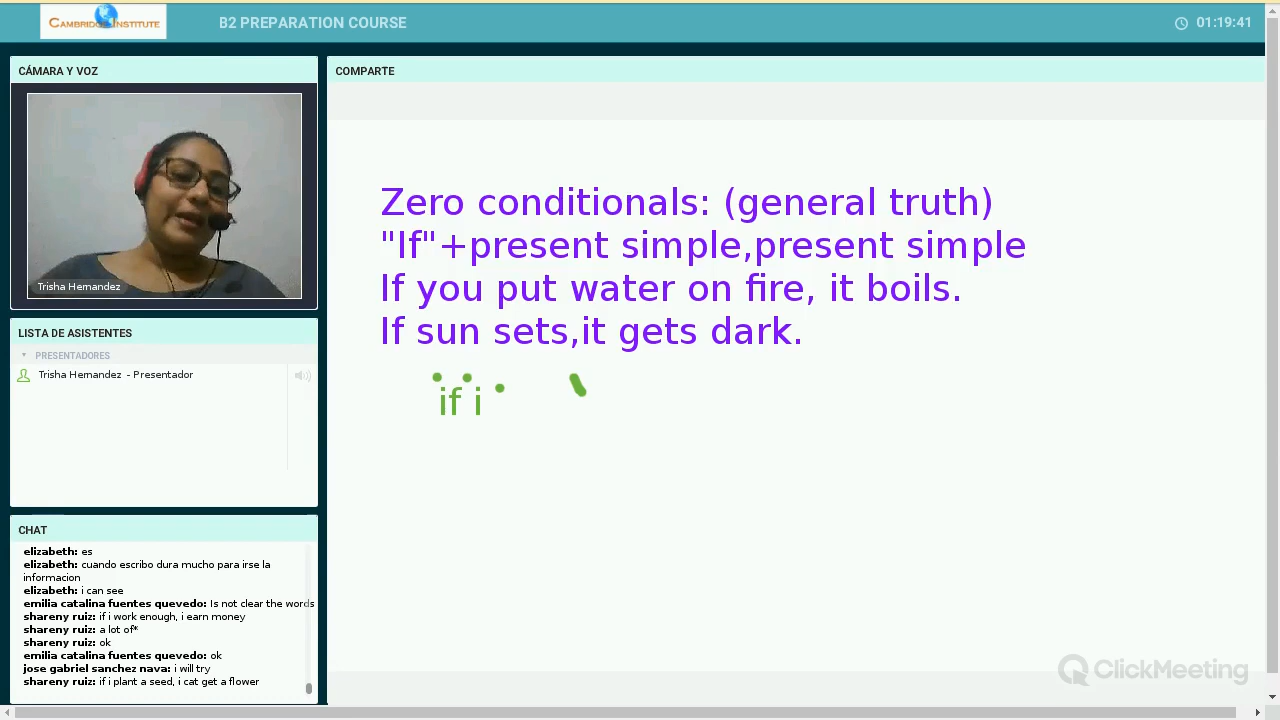 CAMBRIDGE INSTITUTE
B2 PREPARATION COURSE
01:19:41
CÁMARA Y VOZ
Trisha Hernandez
LISTA DE ASISTENTES
PRESENTADORES
Trisha Hernandez - Presentador
CHAT
elizabeth: es
elizabeth: cuando escribo dura mucho para irse la
informacion
elizabeth: i can see
emilia catalina fuentes quevedo: Is not clear the words
shareny ruiz: if i work enough, i earn money
shareny ruiz: a lot of*
shareny ruiz: ok
emilia catalina fuentes quevedo: ok
jose gabriel sanchez nava: i will try
shareny ruiz: if i plant a seed, i cat get a flower
COMPARTE
Zero conditionals: (general truth)
"If"+present simple,present simple
If you put water on fire, it boils.
If sun sets,it gets dark.
if i
ClickMeeting